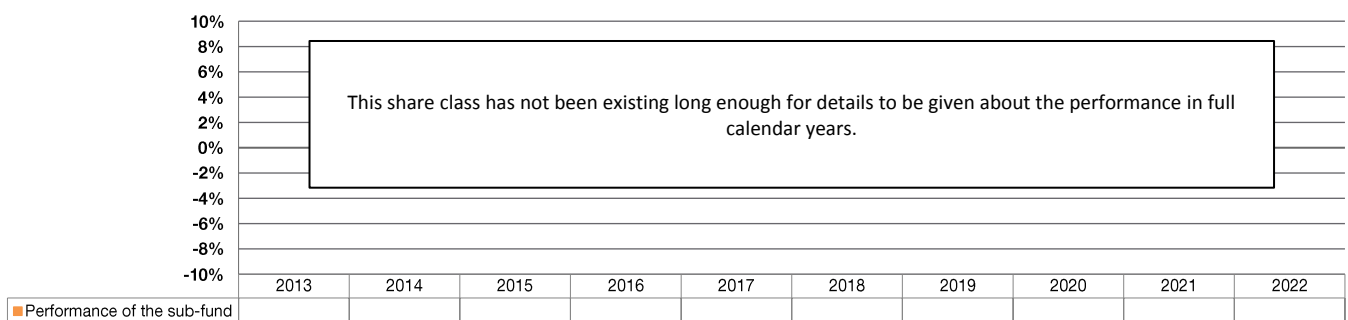 10%
8%
6%
4%
2%
0%
-2%
-4%
-6%
-8%
-10%
This share class has not been existing long enough for details to be given about the performance in full
calendar years.
2013 2014 2015 2016 2017 2018 2019 2020 2021 2022
Performance of the sub-fund